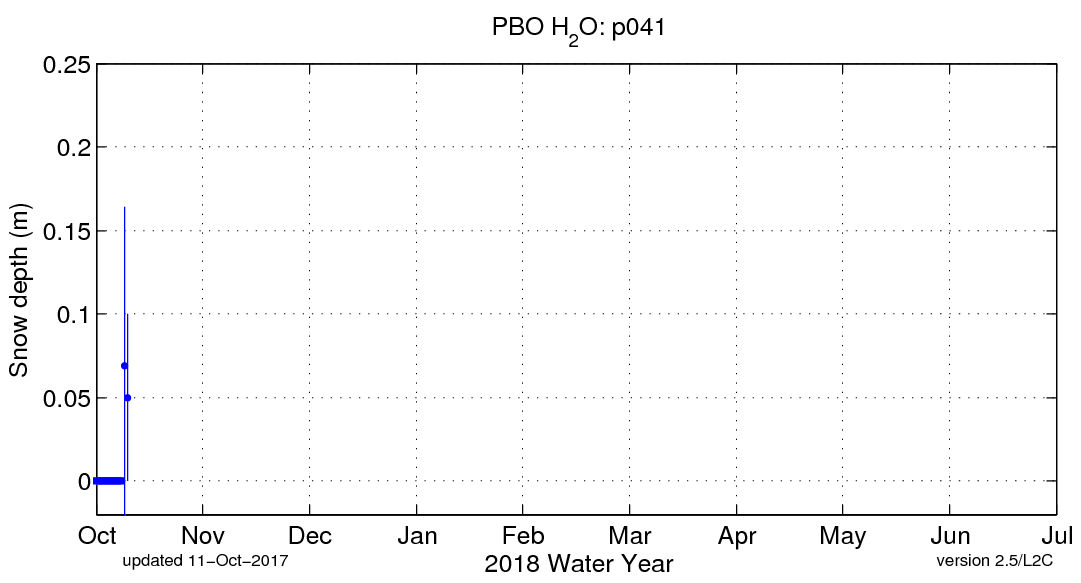 PBO H2O: p041
0.25
0.2
0.15
0.1
0.05
0
Snow depth (m)
Oct Nov Dec Jan Feb Mar Apr May Jun Jul
updated 11-Oct-2017 2018 Water Year version 2.5/L2C